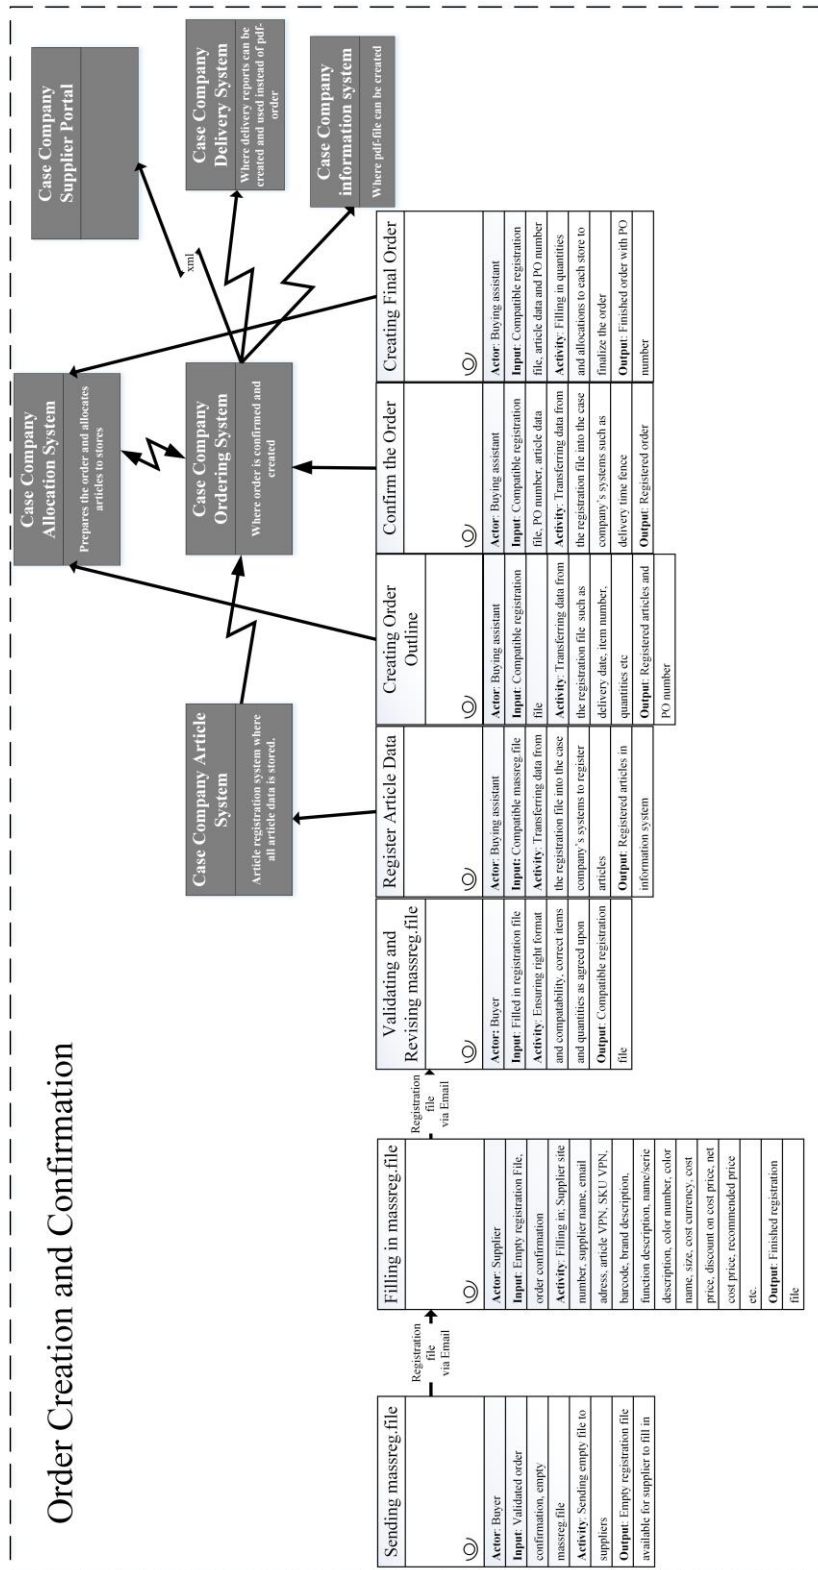 Order Creation and Confirmation
Case Company
Supplier Portal
Case Company
Delivery System
Where delivery reports can be
created and used instead of pdf-
order
Case Company
information system
Where pdf-file can be created
xml
Case Company
Allocation System
Prepares the order and allocates
articles to stores
Case Company
Ordering System
Where order is confirmed and
created
Case Company Article
System
Article registration system where
all article data is stored.
Sending massreg.file
Actor: Buyer
Input: Validated order
confirmation, empty
massreg.file
Activity: Sending empty file to
suppliers
Output: Empty registration file
available for supplier to fill in
Registration
file
via Email
Filling in massreg.file
Actor: Supplier
Input: Empty registration File,
order confirmation
Activity: Filling in; Supplier site
number, supplier name, email
adress, article VPN, SKU VPN,
barcode, brand description,
function description, name/serie
description, color number, color
name, size, cost currency, cost
price, discount on cost price, net
cost price, recommended price
etc.
Output: Finished registration
file
Registration
file
via Email
Validating and
Revising massreg.file
Actor: Buyer
Input: Filled in registration file
Activity: Ensuring right format
and compatability, correct items
and quantities as agreed upon
Output: Compatible registration
file
Register Article Data
Actor: Buying assistant
Input: Compatible massreg.file
Activity: Transferring data from
the registration file into the case
company's systems to register
articles
Output: Registered articles in
information system
Creating Order
Outline
Actor: Buying assistant
Input: Compatible registration
file
Activity: Transferring data from
the registration file such as
delivery date, item number,
quantities etc
Output: Registered articles and
PO number
Confirm the Order
Actor: Buying assistant
Input: Compatible registration
file, PO number, article data
Activity: Transferring data from
the registration file into the case
company's systems such as
delivery time fence
Output: Registered order
Creating Final Order
Actor: Buying assistant
Input: Compatible registration
file, article data and PO number
Activity: Filling in quantities
and allocations to each store to
finalize the order
Output: Finished order with PO
number